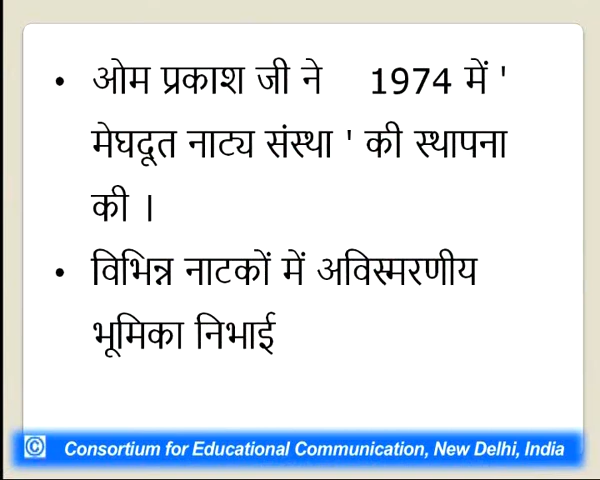 • ओम प्रकाश जी ने 1974 में '
मेघदूत नाट्य संस्था ' की स्थापना
की ।
• विभिन्न नाटकों में अविस्मरणीय
भूमिका निभाई
© Consortium for Educational Communication, New Delhi, India